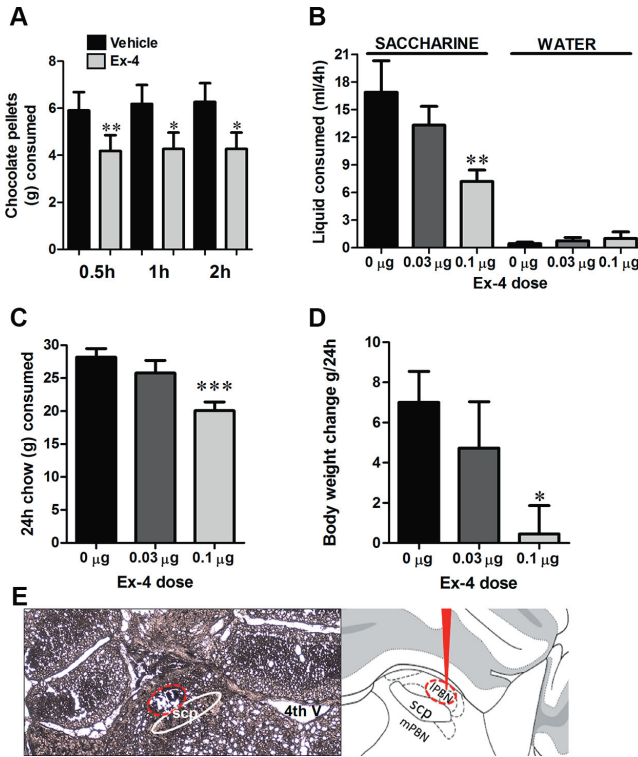 A
Vehicle
Ex-4
Chocolate pellets
(g) consumed
8
6
4
2
0
**
*
*
0.5h 1h 2h
B
SACCHARINE WATER
Liquid consumed (ml/4h)
21
18
15
12
9
6
3
0
**
0 µg 0.03 µg 0.1 µg 0 µg 0.03 µg 0.1 µg
Ex-4 dose
C
24h chow (g) consumed
35
30
25
20
15
10
5
0
***
0 µg 0.03 µg 0.1 µg
Ex-4 dose
D
Body weight change g/24h
10
8
6
4
2
0
*
0 µg 0.03 µg 0.1 µg
Ex-4 dose
E
scp
4th V
lPBN
scp
mPBN